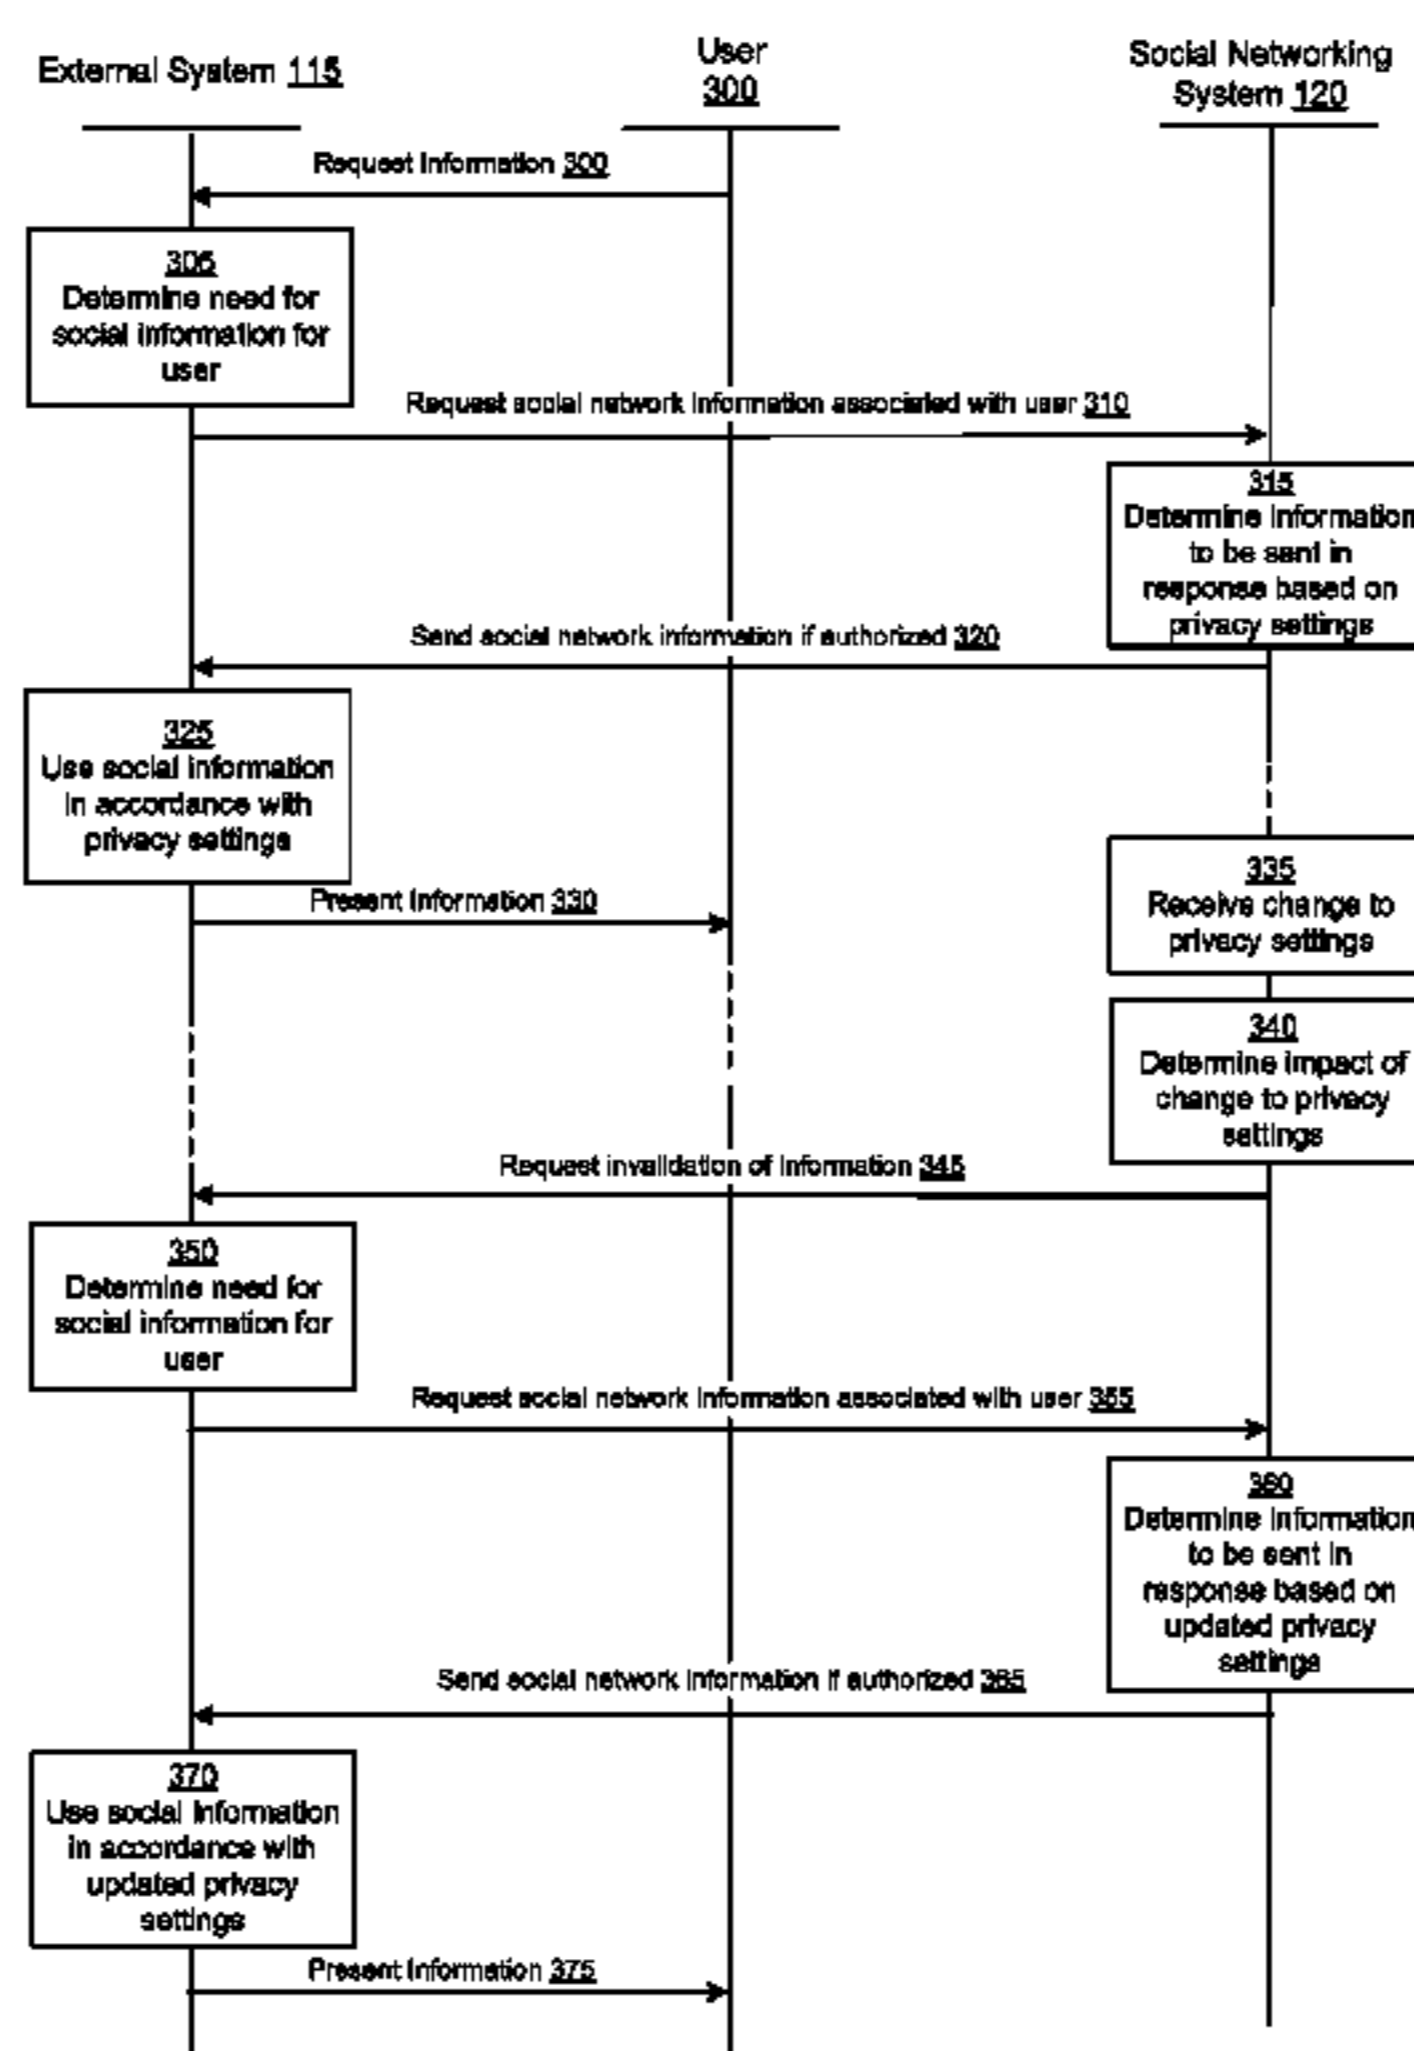 External System 115
User
300
Social Networking
System 120
Request Information 300
305
Determine need for
social information for
user
Request social network information associated with user 310
315
Determine Information
to be sent in
response based on
privacy settings
Send social network information if authorized 320
325
Use social information
in accordance with
privacy settings
Present Information 330
335
Receive change to
privacy settings
340
Determine impact of
change to privacy
settings
Request invalidation of Information 345
350
Determine need for
social information for
user
Request social network information associated with user 355
360
Determine Information
to be sent in
response based on
updated privacy
settings
Send social network information if authorized 365
370
Use social information
in accordance with
updated privacy
settings
Present Information 375